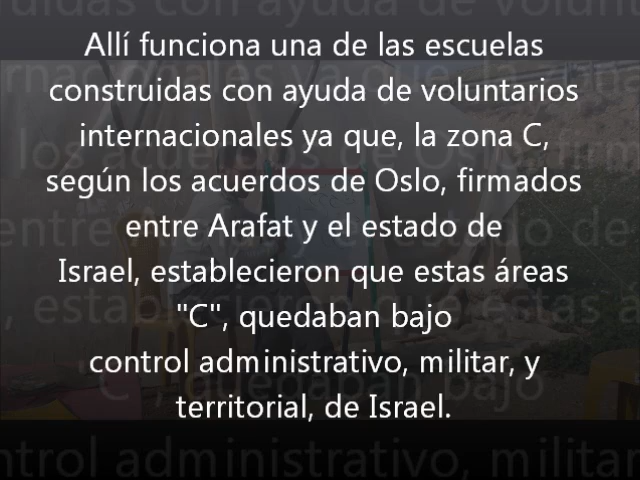 Allí funciona una de las escuelas
construidas con ayuda de voluntarios
internacionales ya que, la zona C,
según los acuerdos de Oslo, firmados
entre Arafat y el estado de
Israel, establecieron que estas áreas
"C", quedaban bajo
control administrativo, militar, y
territorial, de Israel.